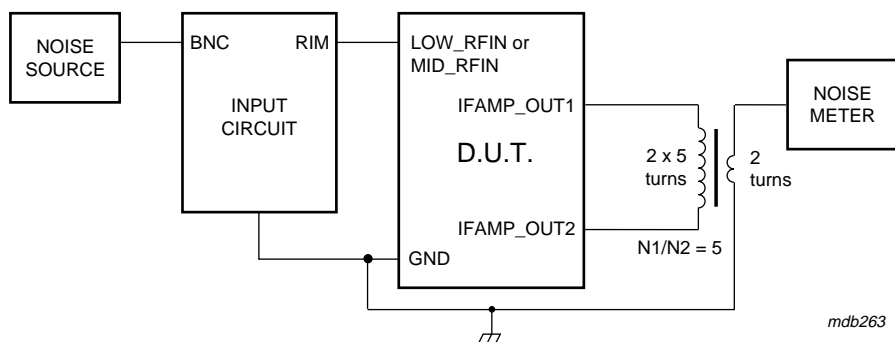 NOISE
SOURCE
BNC
RIM
INPUT
CIRCUIT
LOW_RFIN or
MID_RFIN
IFAMP_OUT1
D.U.T.
IFAMP_OUT2
GND
2 x 5
turns
2
turns
N1/N2 = 5
NOISE
METER
mdb263